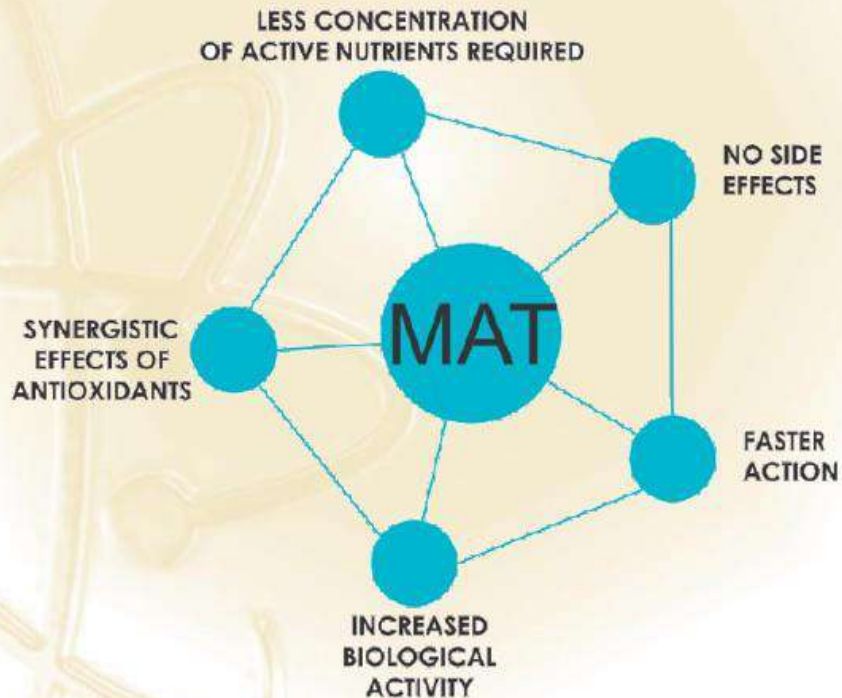 LESS CONCENTRATION
OF ACTIVE NUTRIENTS REQUIRED
NO SIDE
EFFECTS
MAT
SYNERGISTIC
EFFECTS OF
ANTIOXIDANTS
FASTER
ACTION
INCREASED
BIOLOGICAL
ACTIVITY